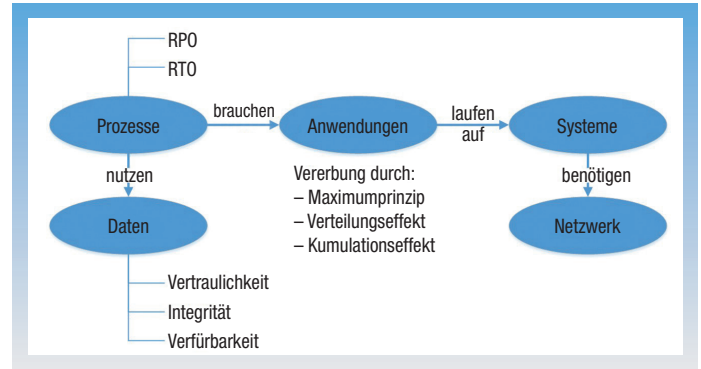 RPO
RTO
Prozesse
brauchen
Anwendungen
laufen
auf
Systeme
nutzen
Vererbung durch:
– Maximumprinzip
– Verteilungseffekt
– Kumulationseffekt
benötigen
Daten
Netzwerk
Vertraulichkeit
Integrität
Verfürbarkeit